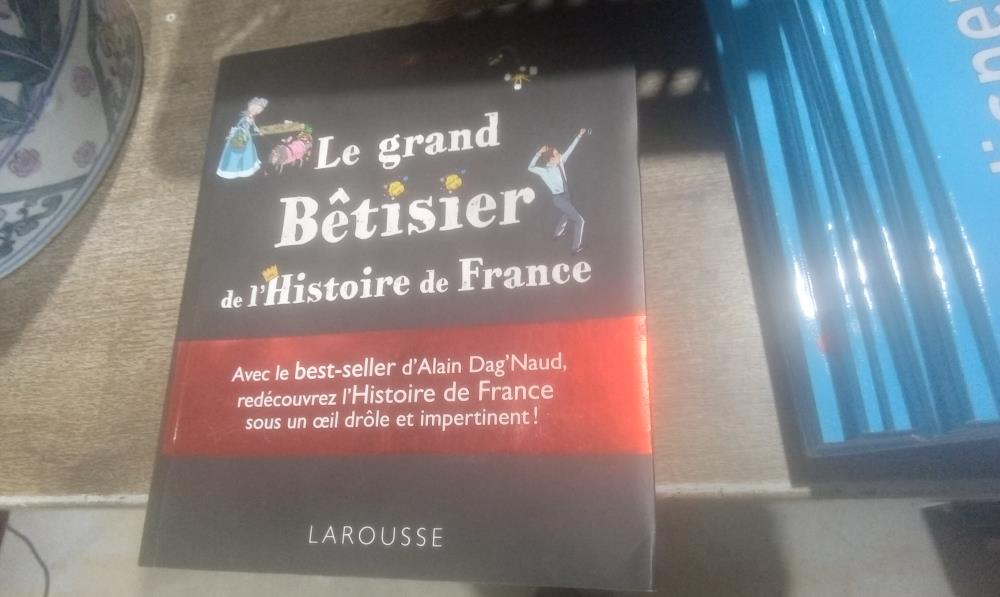 Le grand
Bêtisier
de l'Histoire de France
Avec le best-seller d'Alain Dag'Naud,
redécouvrez l'Histoire de France
sous un œil drôle et impertinent !
LAROUSSE